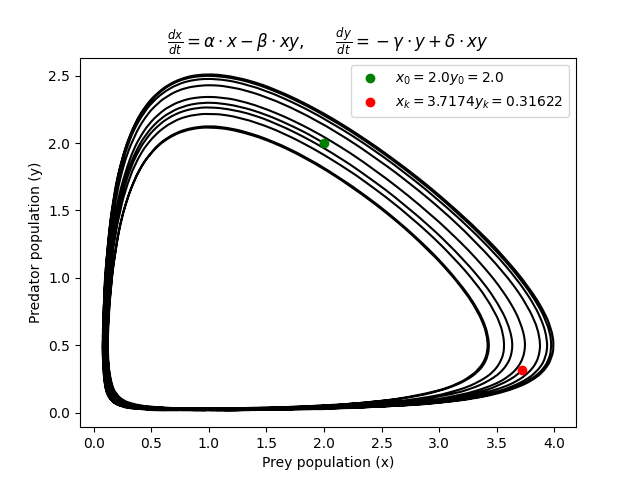 dx/dt = α · x − β · xy, dy/dt = −γ · y + δ · xy
x₀ = 2.0y₀ = 2.0
xₖ = 3.7174yₖ = 0.31622
2.5
2.0
1.5
1.0
0.5
0.0
Predator population (y)
0.0 0.5 1.0 1.5 2.0 2.5 3.0 3.5 4.0
Prey population (x)